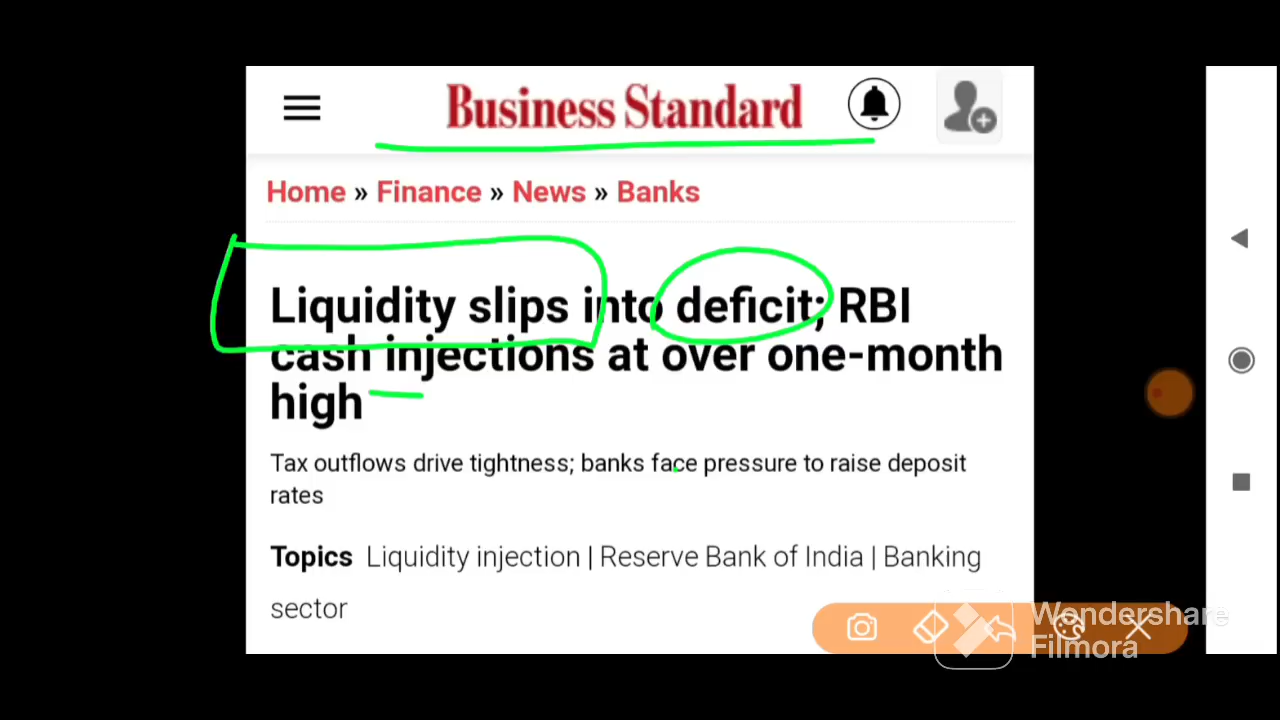 Business Standard
Home » Finance » News » Banks
Liquidity slips into deficit; RBI
cash injections at over one-month
high
Tax outflows drive tightness; banks face pressure to raise deposit
rates
Topics Liquidity injection | Reserve Bank of India | Banking
sector
Wondershare
Filmora